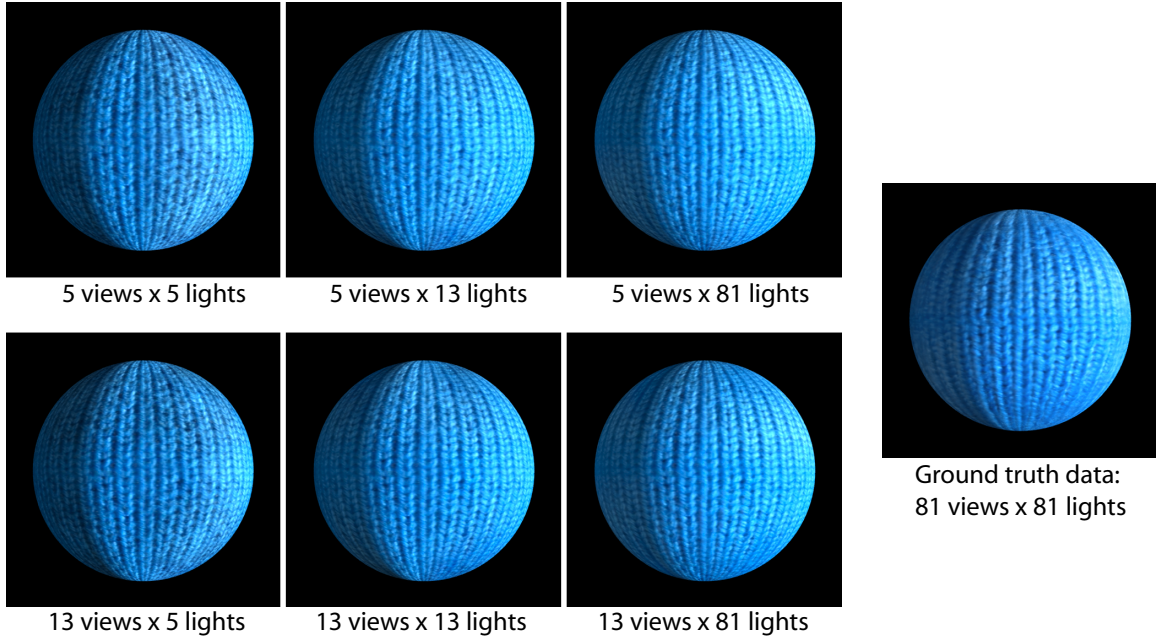 5 views x 5 lights
5 views x 13 lights
5 views x 81 lights
13 views x 5 lights
13 views x 13 lights
13 views x 81 lights
Ground truth data:
81 views x 81 lights